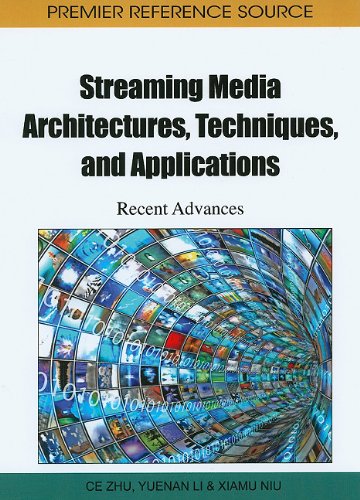 PREMIER REFERENCE SOURCE
Streaming Media
Architectures, Techniques,
and Applications
Recent Advances
CE ZHU, YUENAN LI & XIAMU NIU